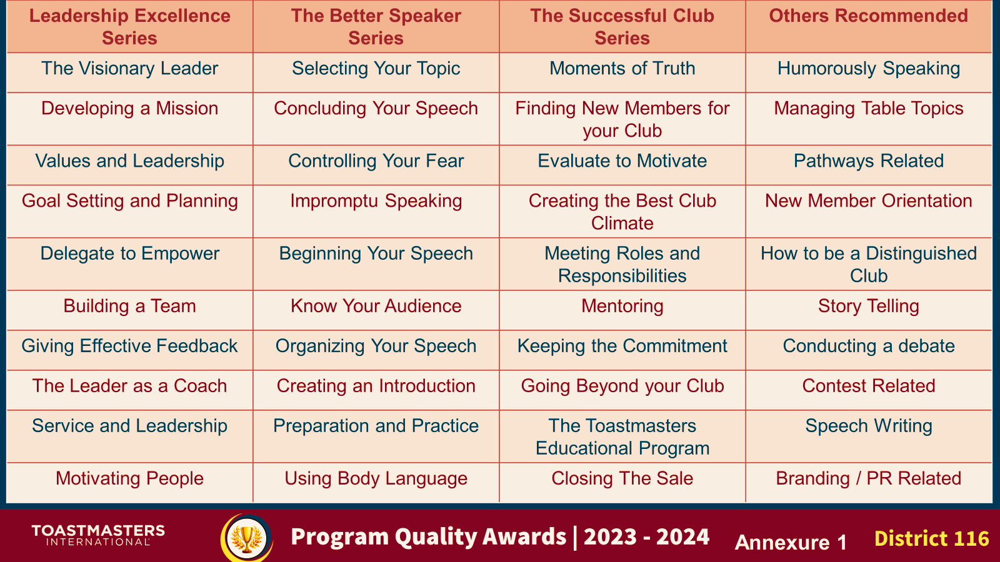 Leadership Excellence
Series
The Better Speaker
Series
The Successful Club
Series
Others Recommended
The Visionary Leader
Selecting Your Topic
Moments of Truth
Humorously Speaking
Developing a Mission
Concluding Your Speech
Finding New Members for
your Club
Managing Table Topics
Values and Leadership
Controlling Your Fear
Evaluate to Motivate
Pathways Related
Goal Setting and Planning
Impromptu Speaking
Creating the Best Club
Climate
New Member Orientation
Delegate to Empower
Beginning Your Speech
Meeting Roles and
Responsibilities
How to be a Distinguished
Club
Building a Team
Know Your Audience
Mentoring
Story Telling
Giving Effective Feedback
Organizing Your Speech
Keeping the Commitment
Conducting a debate
The Leader as a Coach
Creating an Introduction
Going Beyond your Club
Contest Related
Service and Leadership
Preparation and Practice
The Toastmasters
Educational Program
Speech Writing
Motivating People
Using Body Language
Closing The Sale
Branding / PR Related
TOASTMASTERS
INTERNATIONAL
Program Quality Awards | 2023 - 2024
Annexure 1
District 116